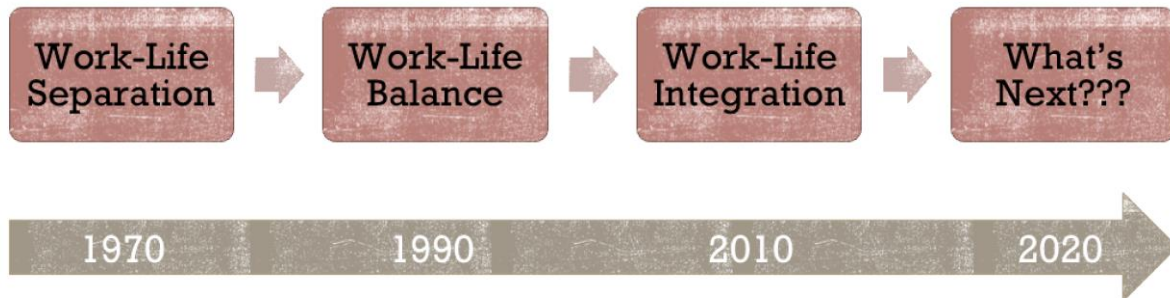 Work-Life
Separation
Work-Life
Balance
Work-Life
Integration
What's
Next???
1970
1990
2010
2020